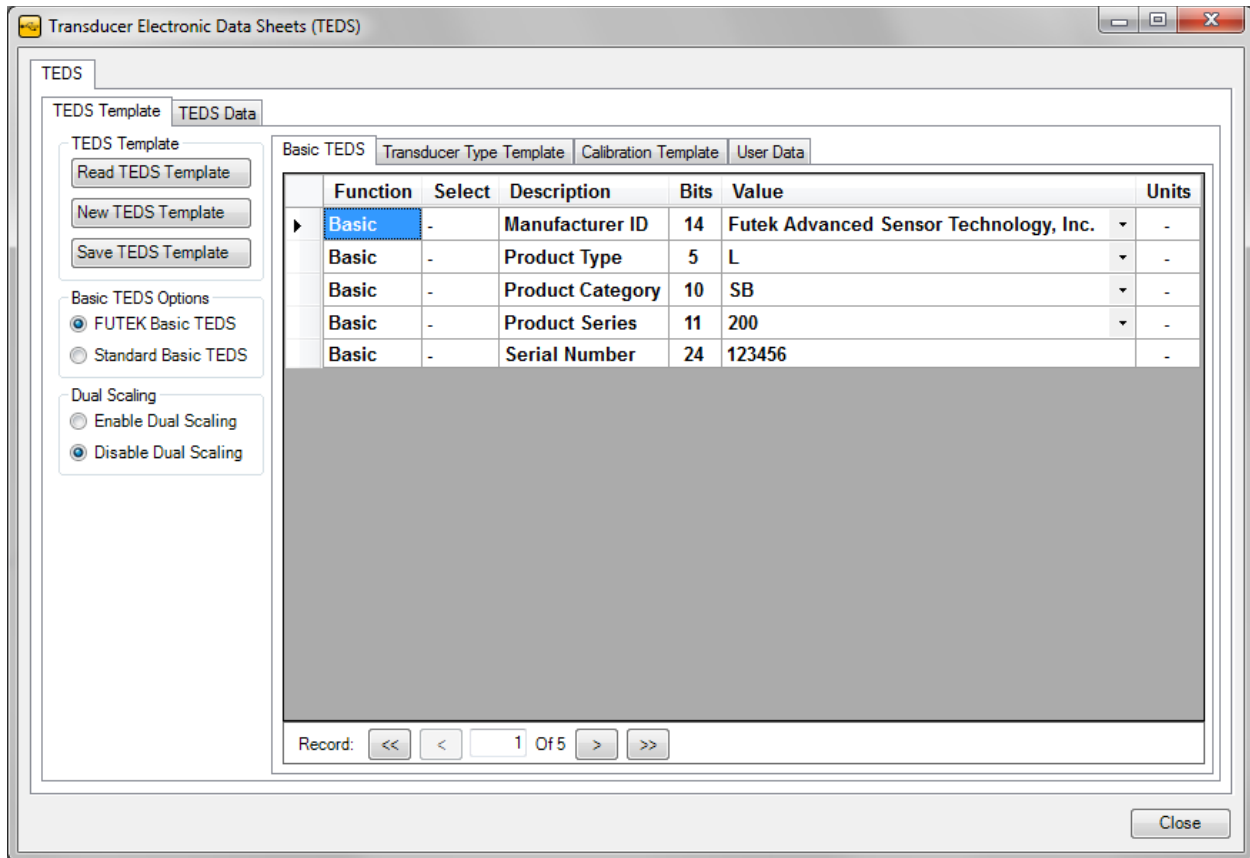 Transducer Electronic Data Sheets (TEDS)
TEDS
TEDS Template TEDS Data
TEDS Template
Read TEDS Template
New TEDS Template
Save TEDS Template
Basic TEDS Options
FUTEK Basic TEDS
Standard Basic TEDS
Dual Scaling
Enable Dual Scaling
Disable Dual Scaling
Basic TEDS Transducer Type Template Calibration Template User Data
Function Select Description Bits Value Units
Basic - Manufacturer ID 14 Futek Advanced Sensor Technology, Inc. -
Basic - Product Type 5 L -
Basic - Product Category 10 SB -
Basic - Product Series 11 200 -
Basic - Serial Number 24 123456 -
Record: << < 1 Of 5 > >>
Close